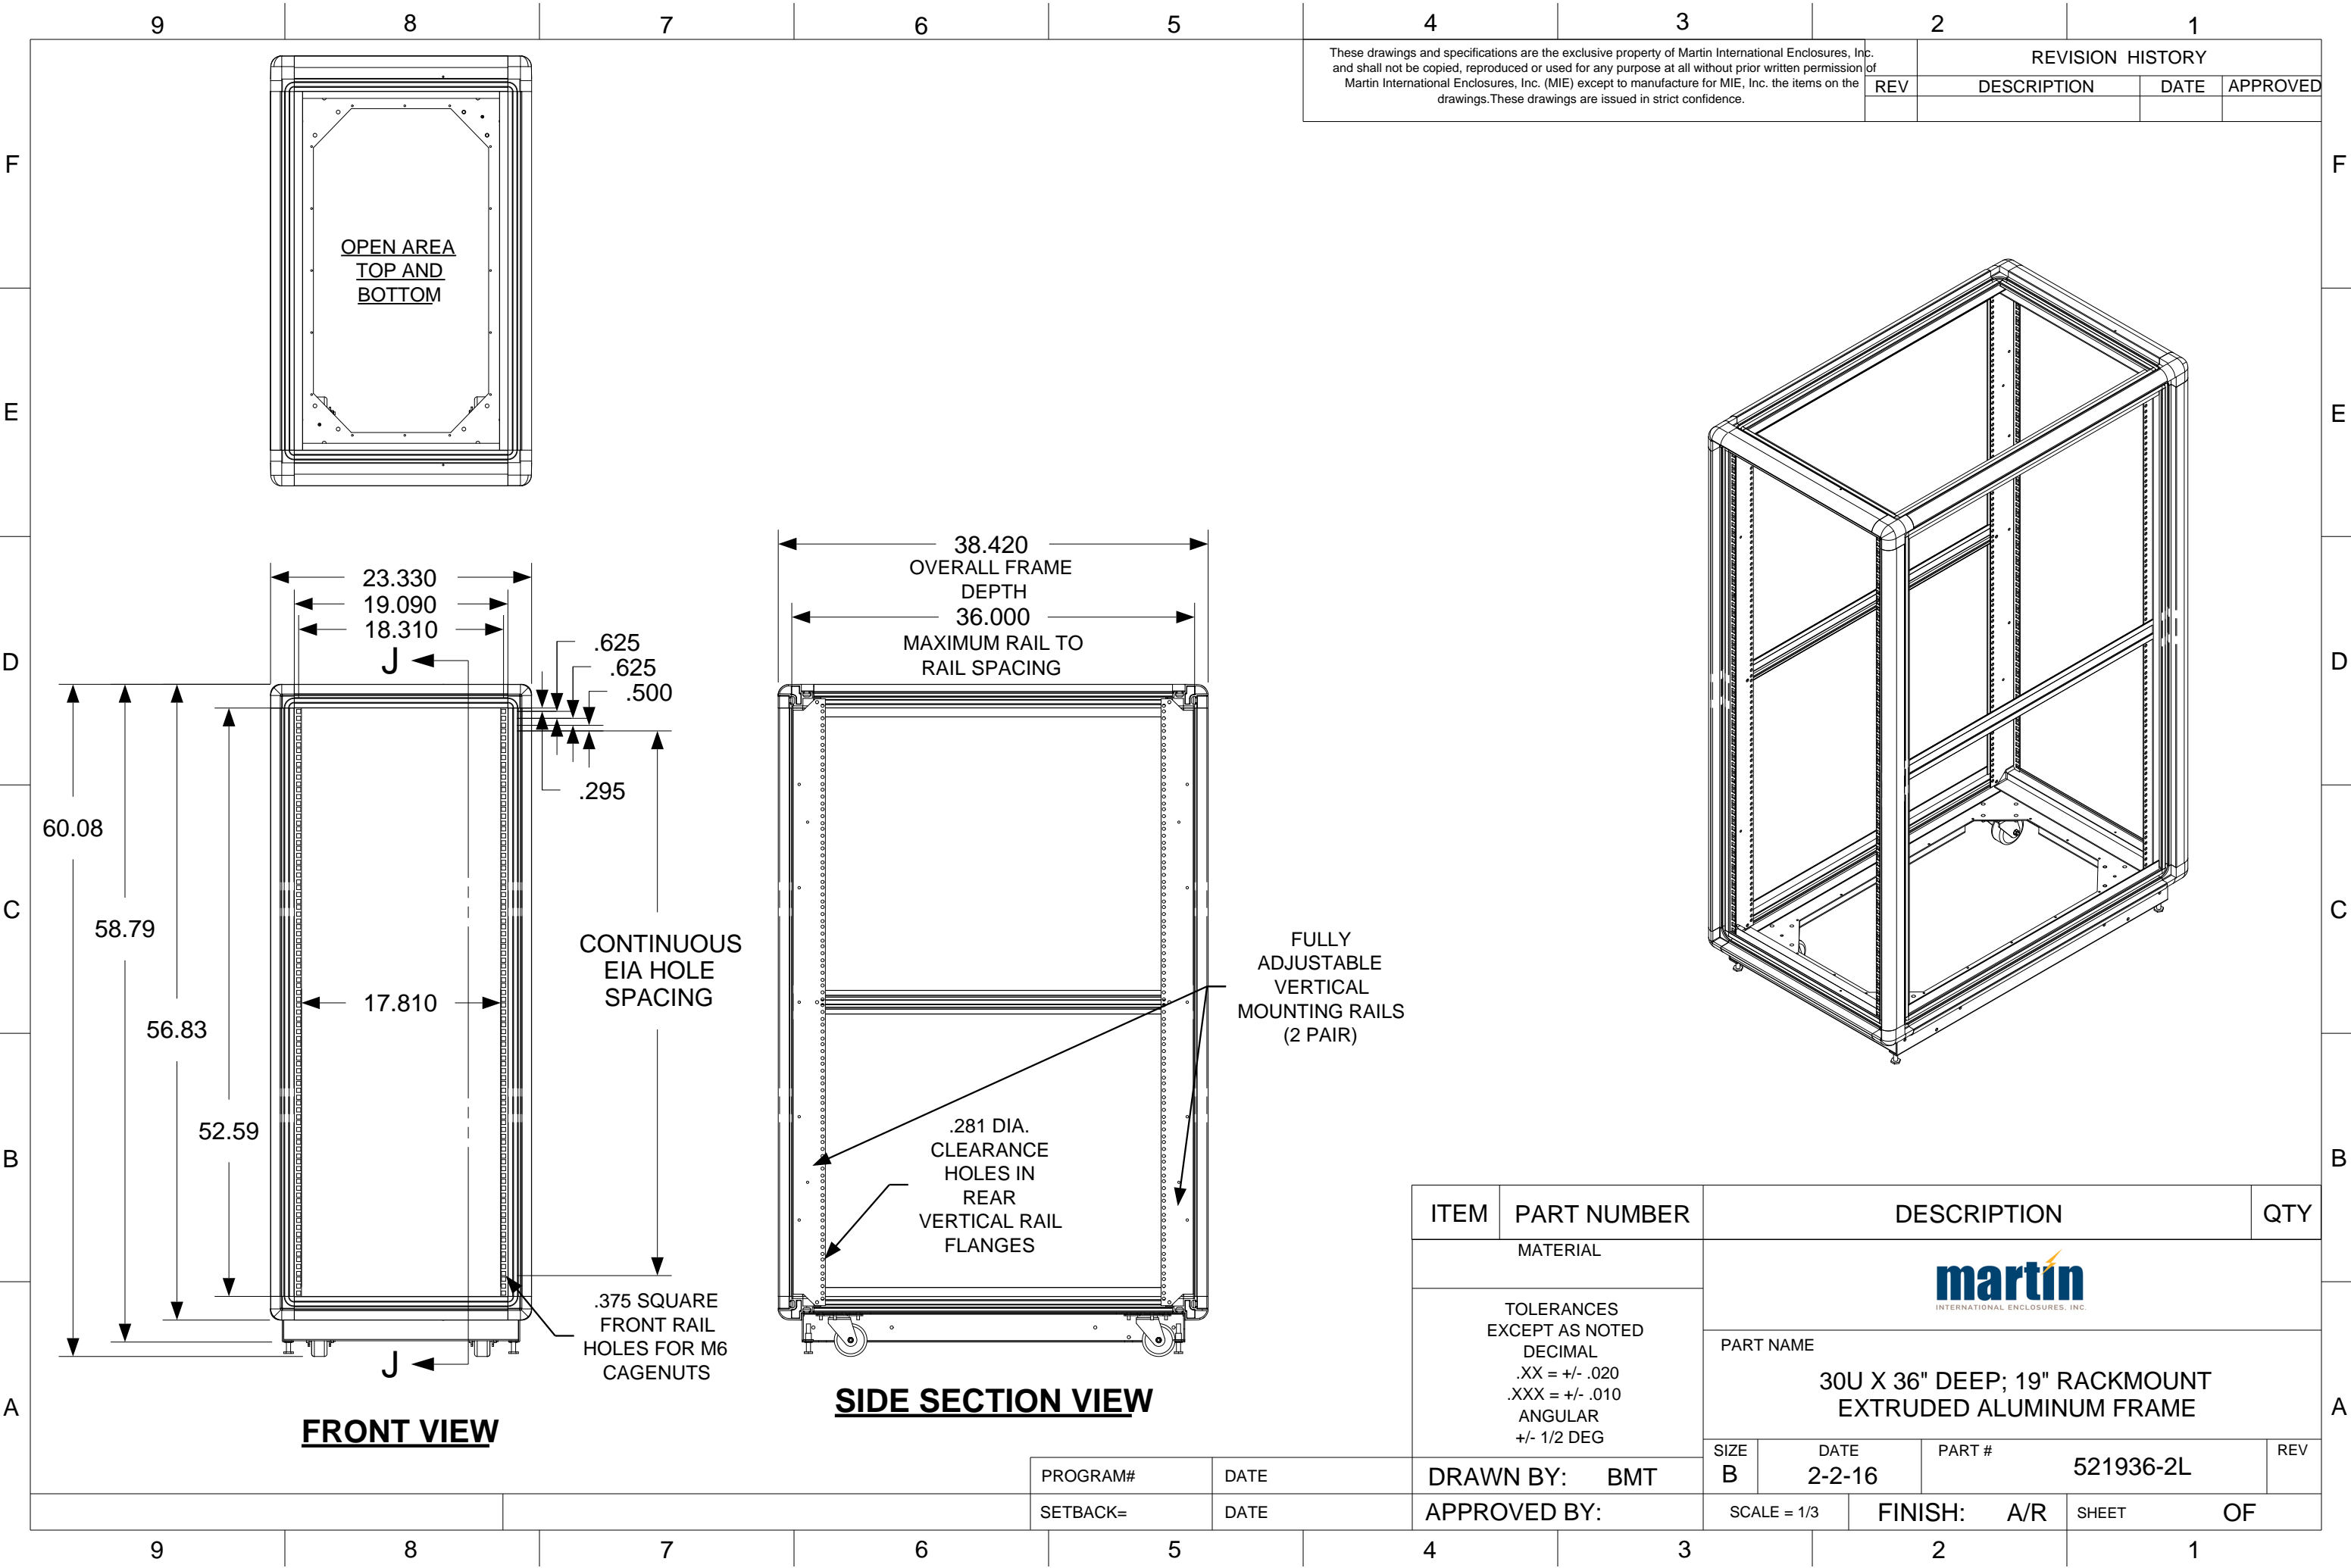 9 8 7 6 5 4 3 2 1
These drawings and specifications are the exclusive property of Martin International Enclosures, Inc.
and shall not be copied, reproduced or used for any purpose at all without prior written permission of
Martin International Enclosures, Inc. (MIE) except to manufacture for MIE, Inc. the items on the
drawings.These drawings are issued in strict confidence.
REVISION HISTORY
REV DESCRIPTION DATE APPROVED
F F
E E
D D
C C
B B
A A
OPEN AREA
TOP AND
BOTTOM
23.330
19.090
18.310
J
.625
.625
.500
.295
60.08
58.79
56.83
52.59
17.810
CONTINUOUS
EIA HOLE
SPACING
.375 SQUARE
FRONT RAIL
HOLES FOR M6
CAGENUTS
J
FRONT VIEW
38.420
OVERALL FRAME
DEPTH
36.000
MAXIMUM RAIL TO
RAIL SPACING
FULLY
ADJUSTABLE
VERTICAL
MOUNTING RAILS
(2 PAIR)
.281 DIA.
CLEARANCE
HOLES IN
REAR
VERTICAL RAIL
FLANGES
SIDE SECTION VIEW
ITEM PART NUMBER DESCRIPTION QTY
MATERIAL
martin
INTERNATIONAL ENCLOSURES, INC.
TOLERANCES
EXCEPT AS NOTED
DECIMAL
.XX = +/- .020
.XXX = +/- .010
ANGULAR
+/- 1/2 DEG
PART NAME
30U X 36" DEEP; 19" RACKMOUNT
EXTRUDED ALUMINUM FRAME
SIZE DATE PART # REV
B 2-2-16 521936-2L
PROGRAM# DATE DRAWN BY: BMT
SETBACK= DATE APPROVED BY: SCALE = 1/3 FINISH: A/R SHEET OF
9 8 7 6 5 4 3 2 1